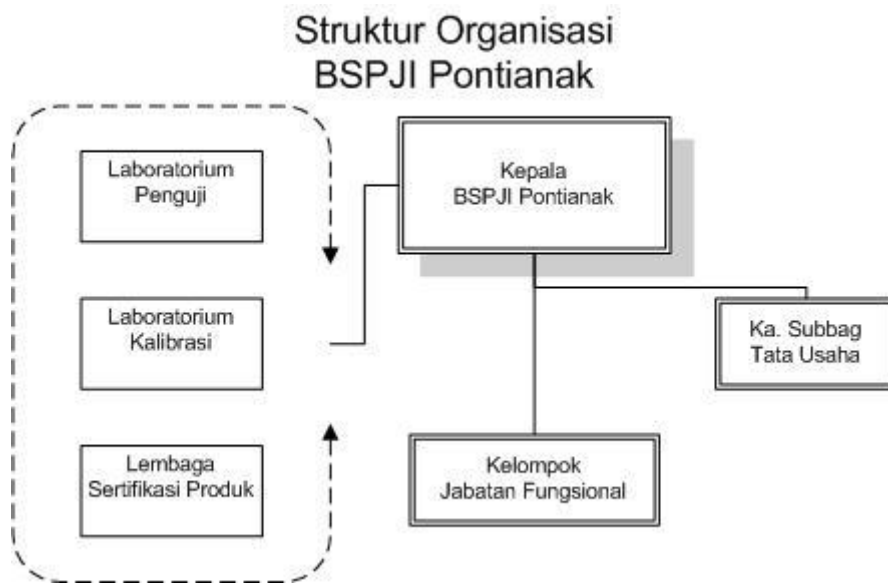 Struktur Organisasi
BSPJI Pontianak
Laboratorium
Penguji
Kepala
BSPJI Pontianak
Laboratorium
Kalibrasi
Ka. Subbag
Tata Usaha
Lembaga
Sertifikasi Produk
Kelompok
Jabatan Fungsional